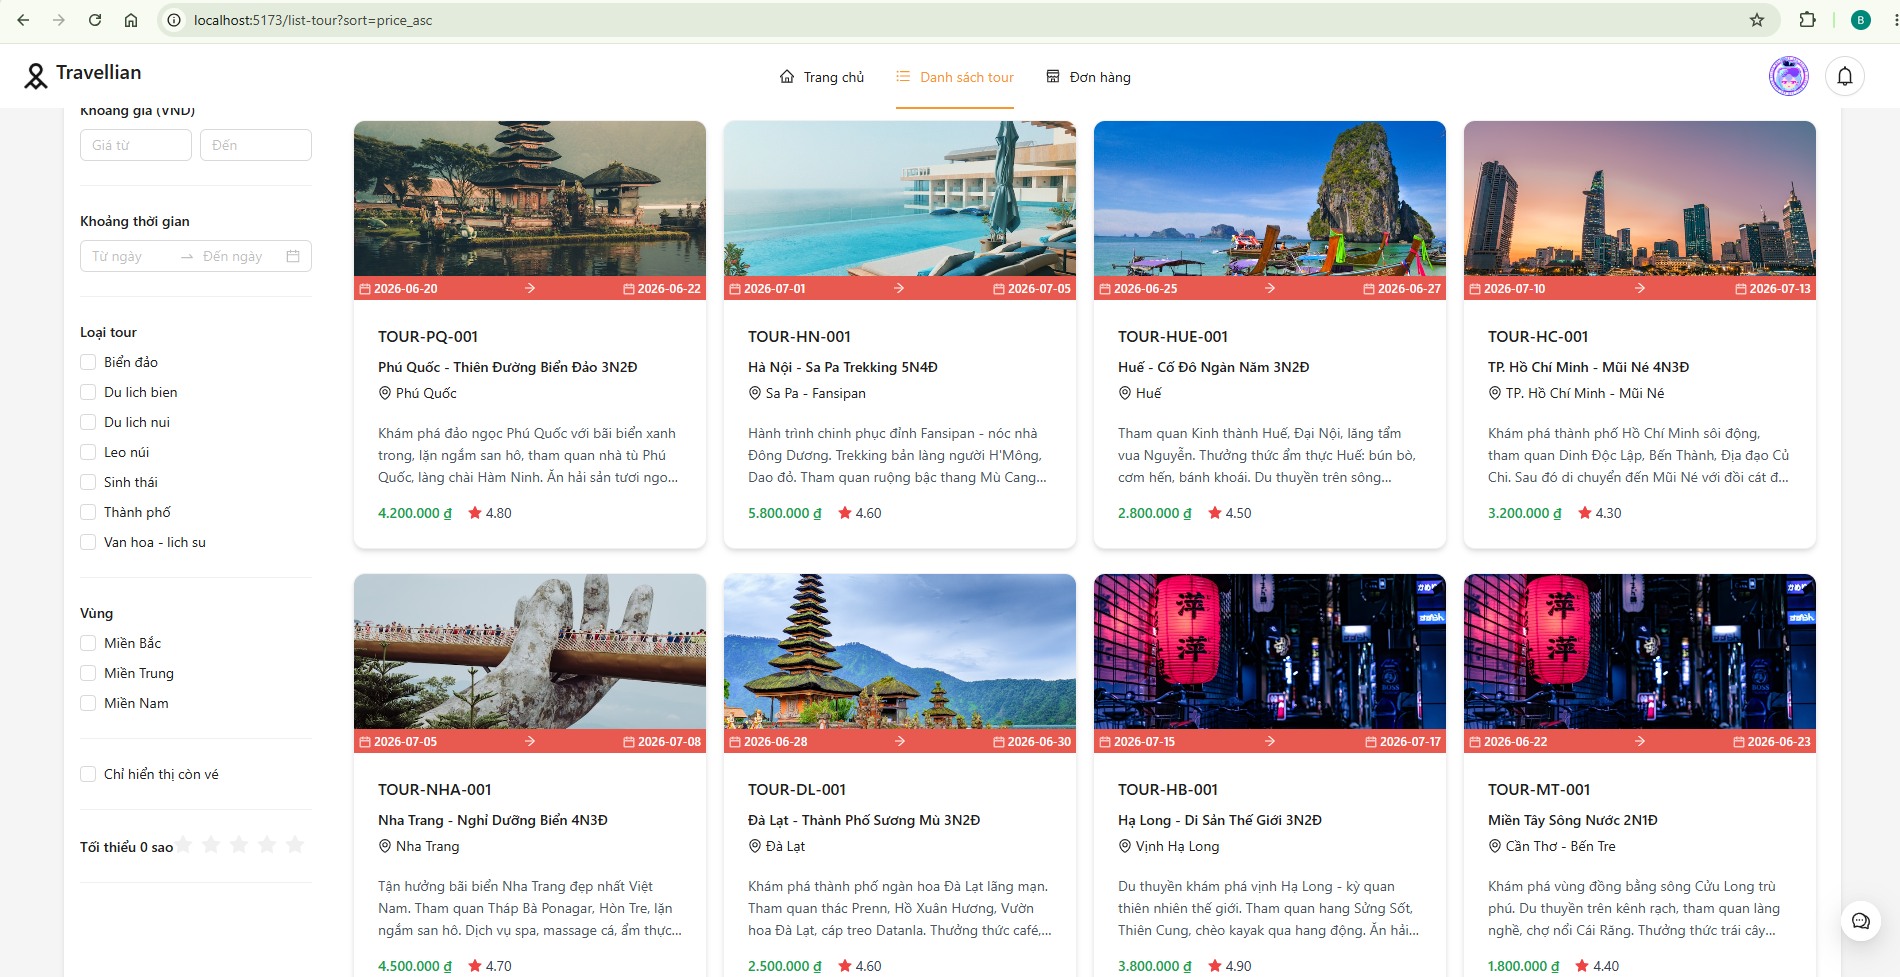 localhost:5173/list-tour?sort=price_asc
B
Travellian
Trang chủ
Danh sách tour
Đơn hàng
Khoảng giá (VND)
Giá từ
Đến
Khoảng thời gian
Từ ngày
Đến ngày
Loại tour
Biển đảo
Du lich bien
Du lich nui
Leo núi
Sinh thái
Thành phố
Van hoa - lich su
Vùng
Miền Bắc
Miền Trung
Miền Nam
Chỉ hiển thị còn vé
Tối thiểu 0 sao
2026-06-20
2026-06-22
TOUR-PQ-001
Phú Quốc - Thiên Đường Biển Đảo 3N2Đ
Phú Quốc
Khám phá đảo ngọc Phú Quốc với bãi biển xanh
trong, lặn ngắm san hô, tham quan nhà tù Phú
Quốc, làng chài Hàm Ninh. Ăn hải sản tươi ngo...
4.200.000 ₫
4.80
2026-07-01
2026-07-05
TOUR-HN-001
Hà Nội - Sa Pa Trekking 5N4Đ
Sa Pa - Fansipan
Hành trình chinh phục đỉnh Fansipan - nóc nhà
Đông Dương. Trekking bản làng người H'Mông,
Dao đỏ. Tham quan ruộng bậc thang Mù Cang...
5.800.000 ₫
4.60
2026-06-25
2026-06-27
TOUR-HUE-001
Huế - Cố Đô Ngàn Năm 3N2Đ
Huế
Tham quan Kinh thành Huế, Đại Nội, lăng tẩm
vua Nguyễn. Thưởng thức ẩm thực Huế: bún bò,
cơm hến, bánh khoái. Du thuyền trên sông...
2.800.000 ₫
4.50
2026-07-10
2026-07-13
TOUR-HC-001
TP. Hồ Chí Minh - Mũi Né 4N3Đ
TP. Hồ Chí Minh - Mũi Né
Khám phá thành phố Hồ Chí Minh sôi động,
tham quan Dinh Độc Lập, Bến Thành, Địa đạo Củ
Chi. Sau đó di chuyển đến Mũi Né với đồi cát đ...
3.200.000 ₫
4.30
2026-07-05
2026-07-08
TOUR-NHA-001
Nha Trang - Nghỉ Dưỡng Biển 4N3Đ
Nha Trang
Tận hưởng bãi biển Nha Trang đẹp nhất Việt
Nam. Tham quan Tháp Bà Ponagar, Hòn Tre, lặn
ngắm san hô. Dịch vụ spa, massage cá, ẩm thực...
4.500.000 ₫
4.70
2026-06-28
2026-06-30
TOUR-DL-001
Đà Lạt - Thành Phố Sương Mù 3N2Đ
Đà Lạt
Khám phá thành phố ngàn hoa Đà Lạt lãng mạn.
Tham quan thác Prenn, Hồ Xuân Hương, Vườn
hoa Đà Lạt, cáp treo Datanla. Thưởng thức café,...
2.500.000 ₫
4.60
萍
萍
2026-07-15
2026-07-17
TOUR-HB-001
Hạ Long - Di Sản Thế Giới 3N2Đ
Vịnh Hạ Long
Du thuyền khám phá vịnh Hạ Long - kỳ quan
thiên nhiên thế giới. Tham quan hang Sửng Sốt,
Thiên Cung, chèo kayak qua hang động. Ăn hải...
3.800.000 ₫
4.90
萍
萍
BOSS
2026-06-22
2026-06-23
TOUR-MT-001
Miền Tây Sông Nước 2N1Đ
Cần Thơ - Bến Tre
Khám phá vùng đồng bằng sông Cửu Long trù
phú. Du thuyền trên kênh rạch, tham quan làng
nghề, chợ nổi Cái Răng. Thưởng thức trái cây...
1.800.000 ₫
4.40